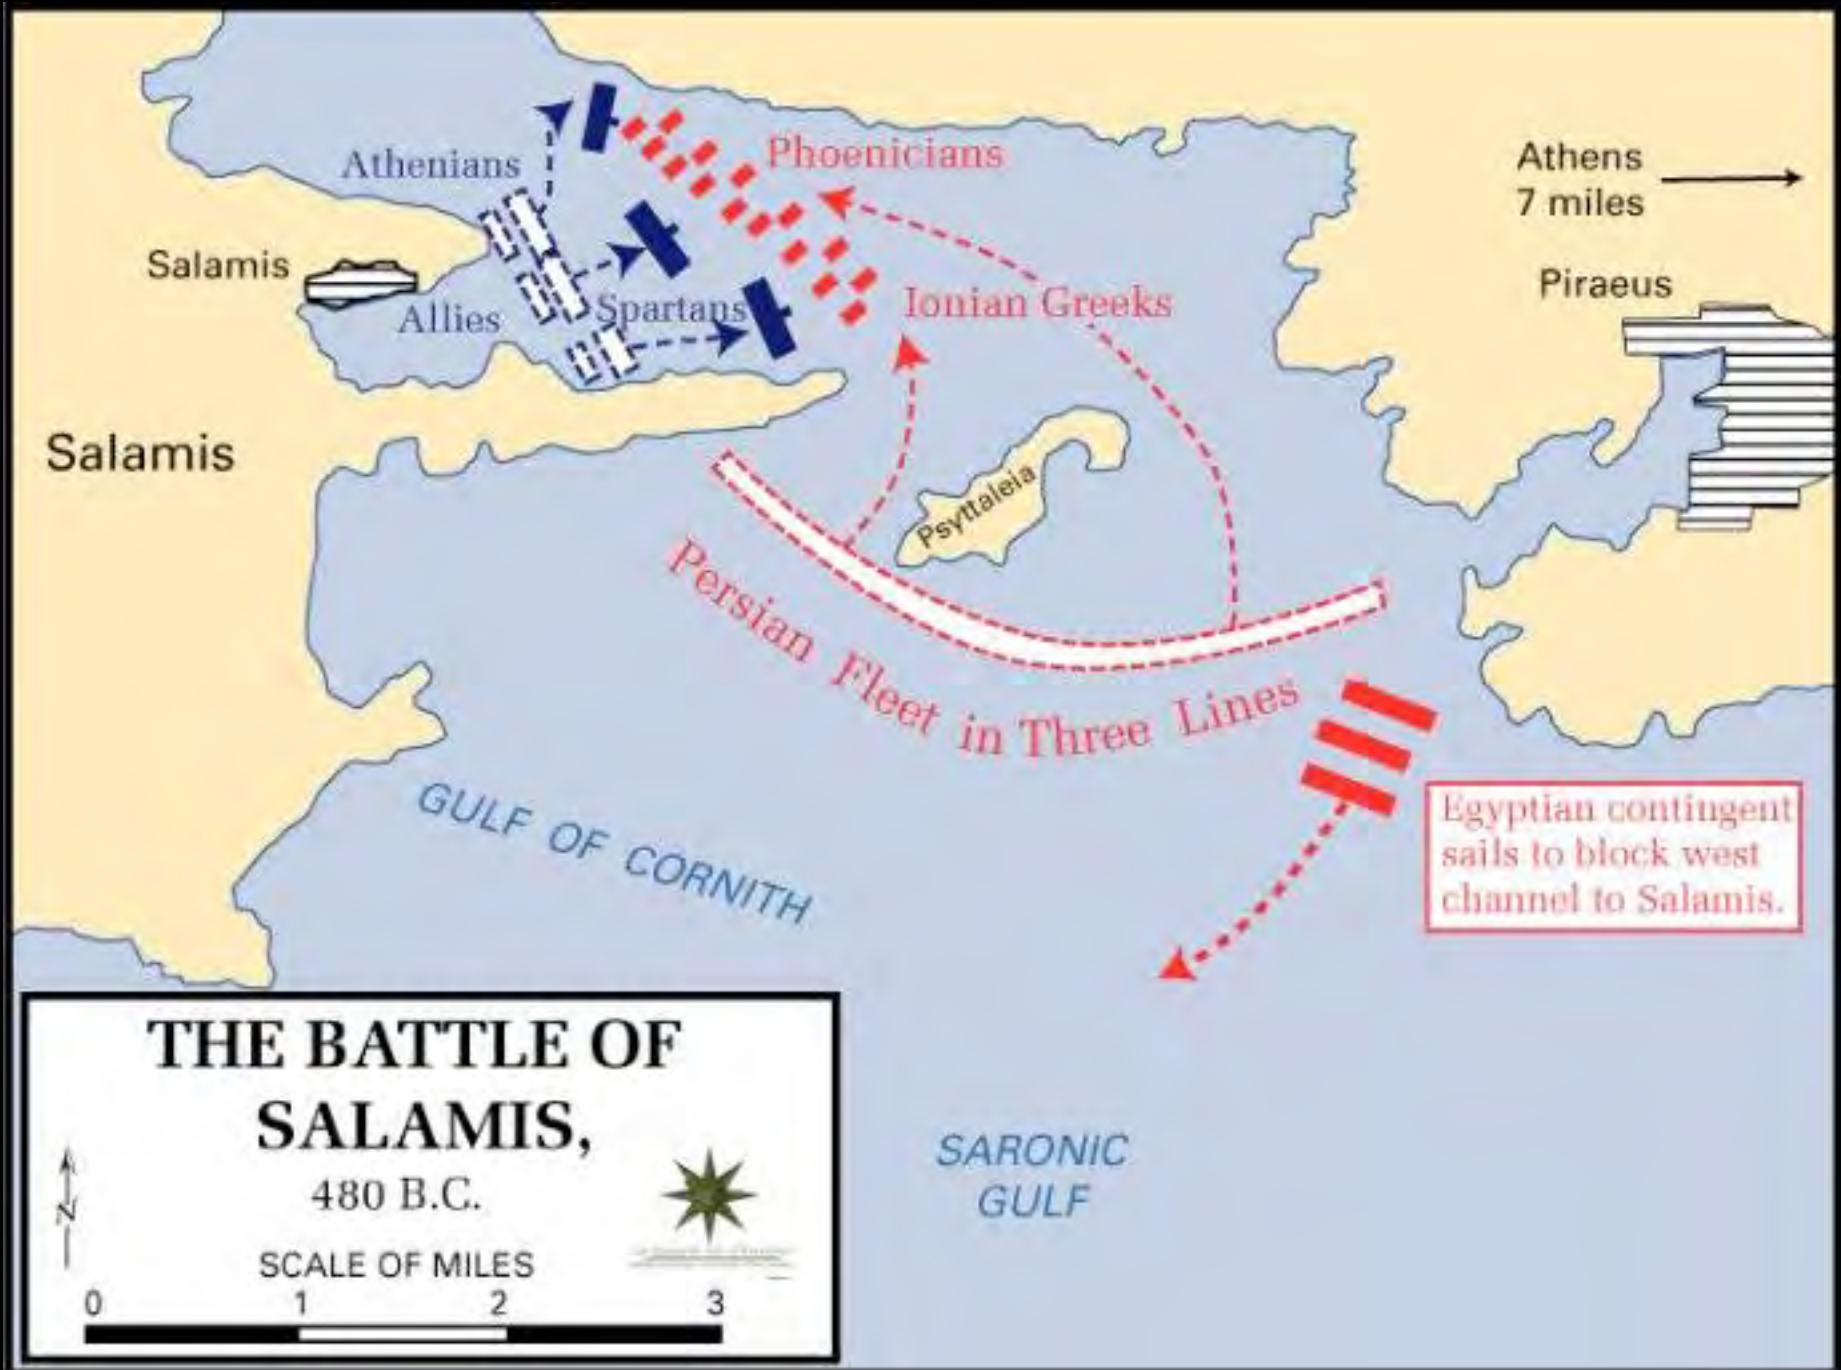 Athenians
Phoenicians
Athens
7 miles
Salamis
Piraeus
Allies
Spartans
Ionian Greeks
Salamis
Psyttaleia
Persian Fleet in Three Lines
GULF OF CORNITH
Egyptian contingent
sails to block west
channel to Salamis.
THE BATTLE OF
SALAMIS,
480 B.C.
N
SCALE OF MILES
0 1 2 3
SARONIC
GULF